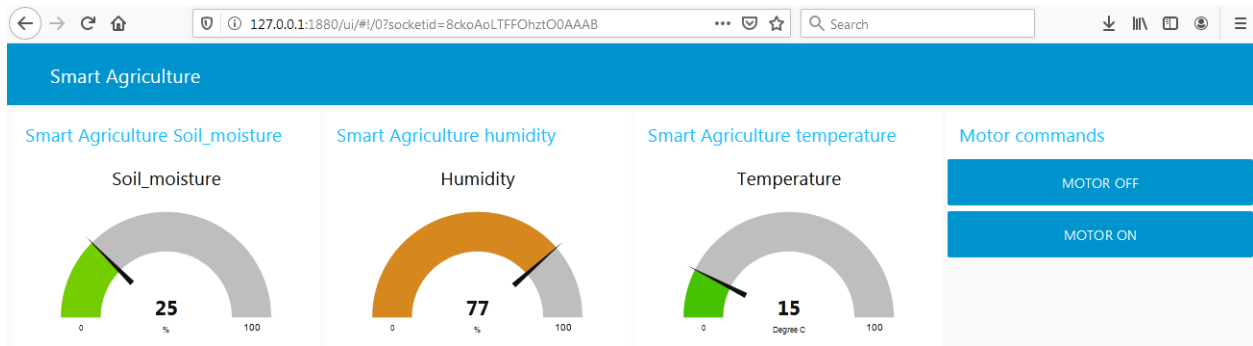 127.0.0.1:1880/ui/#!/0?socketid=8ckoAoLTFFOhztO0AAAB
Search
Smart Agriculture
Smart Agriculture Soil_moisture
Soil_moisture
25
%
0
100
Smart Agriculture humidity
Humidity
77
%
0
100
Smart Agriculture temperature
Temperature
15
Degree C
0
100
Motor commands
MOTOR OFF
MOTOR ON